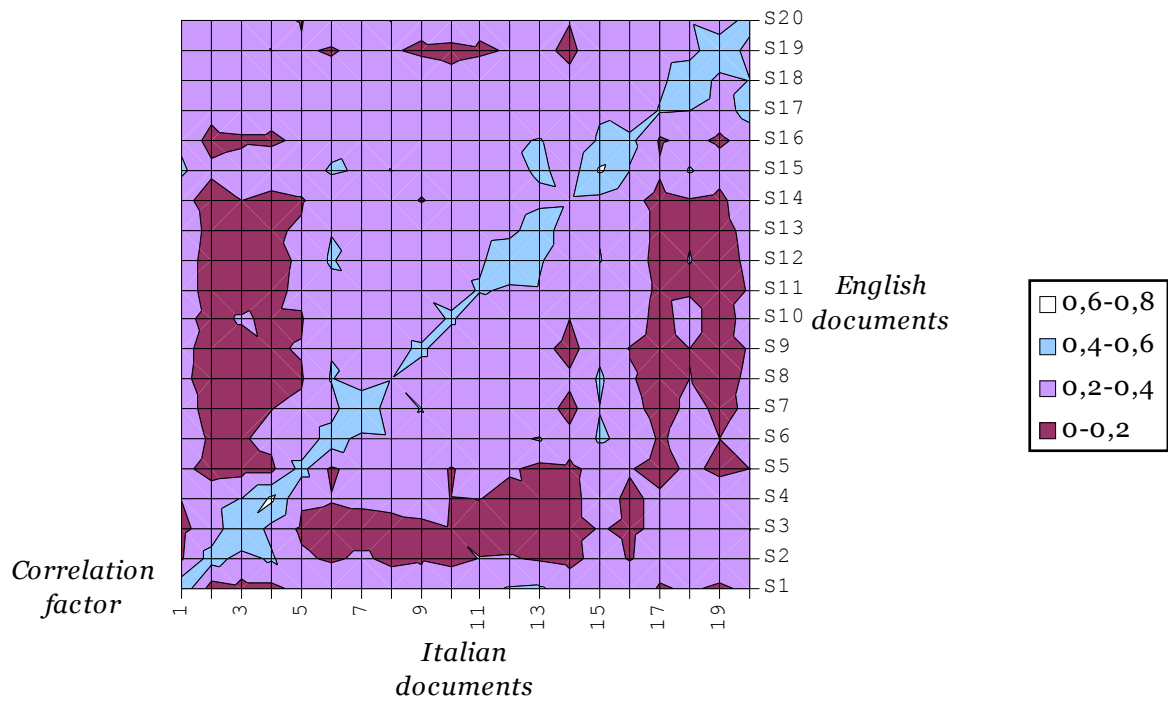 S20
S19
S18
S17
S16
S15
S14
S13
S12
S11
S10
S9
S8
S7
S6
S5
S4
S3
S2
S1
English
documents
0,6-0,8
0,4-0,6
0,2-0,4
0-0,2
Correlation
factor
1
3
5
7
9
11
13
15
17
19
Italian
documents